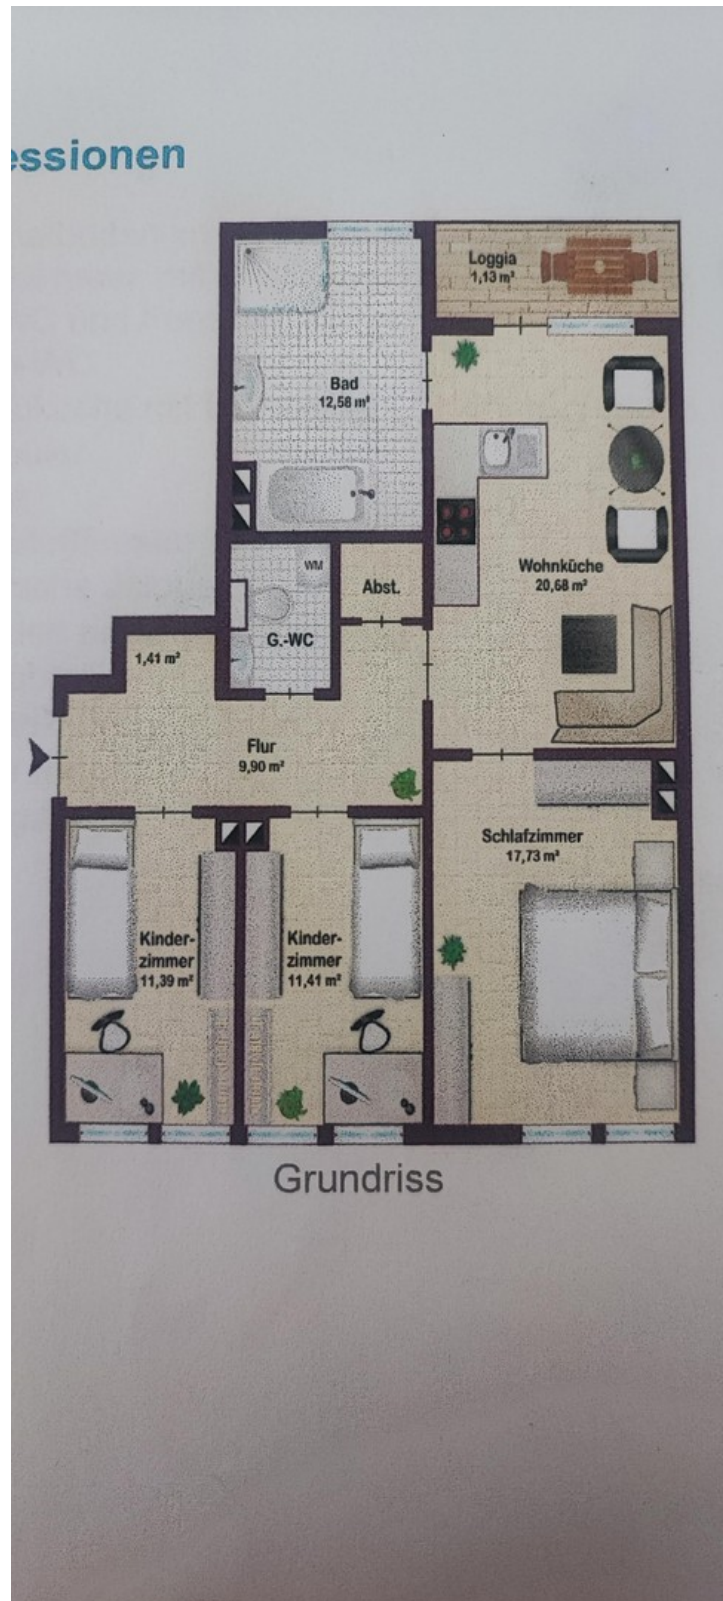 essionen
Loggia
1,13 m²
Bad
12,58 m²
Wohnküche
20,68 m²
WM
Abst.
G.-WC
1,41 m²
Flur
9,90 m²
Schlafzimmer
17,73 m²
Kinder-
zimmer
11,39 m²
Kinder-
zimmer
11,41 m²
Grundriss